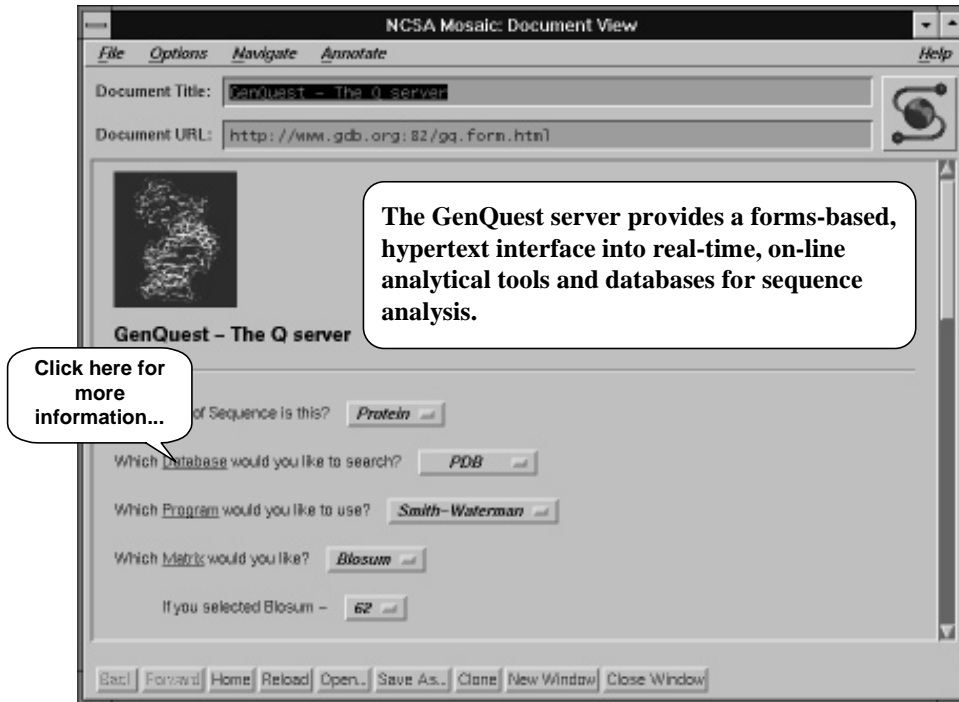 NCSA Mosaic: Document View
File Options Navigate Annotate Help
Document Title: GenQuest – The Q server
Document URL: http://www.gdb.org:82/gq.form.html
The GenQuest server provides a forms-based,
hypertext interface into real-time, on-line
analytical tools and databases for sequence
analysis.
GenQuest – The Q server
Click here for
more
information...
of Sequence is this? Protein
Which Database would you like to search? PDB
Which Program would you like to use? Smith-Waterman
Which Matrix would you like? Blosum
If you selected Blosum – 62
Back Forward Home Reload Open... Save As... Clone New Window Close Window